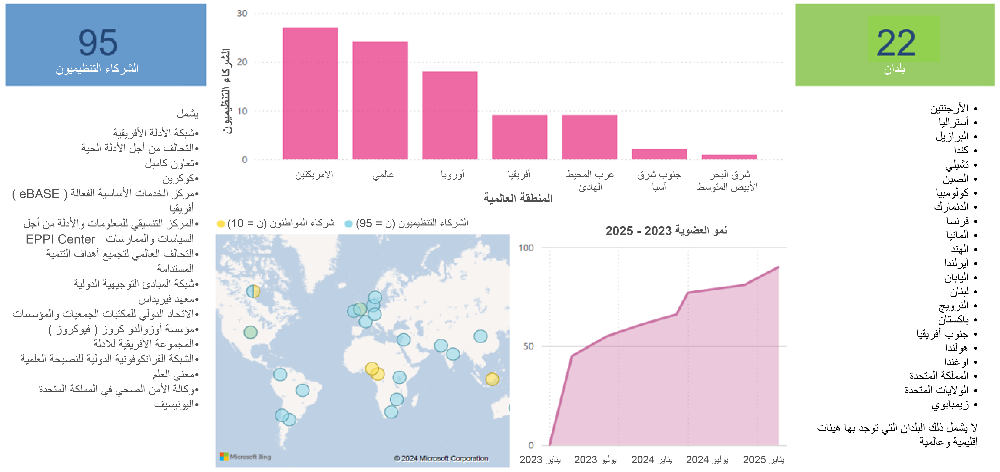 22
بلدان
• الأرجنتين
• أستراليا
• البرازيل
• كندا
• تشيلي
• الصين
• كولومبيا
• الدنمارك
• فرنسا
• ألمانيا
• الهند
• أيرلندا
• اليابان
• لبنان
• النرويج
• باكستان
• جنوب أفريقيا
• هولندا
• اوغندا
• المملكة المتحدة
• الولايات المتحدة
• زيمبابوي
لا يشمل ذلك البلدان التي توجد بها هيئات
إقليمية وعالمية
الشركاء التنظيميون
30
20
10
0
الأمريكتين
عالمي
أوروبا
أفريقيا
غرب المحيط
الهادئ
جنوب شرق
آسيا
شرق البحر
الأبيض المتوسط
المنطقة العالمية
نمو العضوية 2023 - 2025
100
50
0
يناير 2023
يوليو 2023
يناير 2024
يوليو 2024
يناير 2025
الشركاء التنظيميون (ن = 95)
شركاء المواطنون (ن = 10)
Microsoft Bing
© 2024 Microsoft Corporation
95
الشركاء التنظيميون
يشمل
•شبكة الأدلة الأفريقية
•التحالف من أجل الأدلة الحية
•تعاون كامبل
•كوكرين
•مركز الخدمات الأساسية الفعالة ( eBASE )
أفريقيا
•المركز التنسيقي للمعلومات والأدلة من أجل
السياسات والممارسات EPPI Center
•التحالف العالمي لتجميع أهداف التنمية
المستدامة
•شبكة المبادئ التوجيهية الدولية
•معهد فيريداس
•الاتحاد الدولي للمكتبات الجمعيات والمؤسسات
•مؤسسة أوزوالدو كروز ( فيوكروز )
•المجموعة الأفريقية للأدلة
•الشبكة الفرانكوفونية الدولية للنصيحة العلمية
•معنى العلم
•وكالة الأمن الصحي في المملكة المتحدة
•اليونيسيف